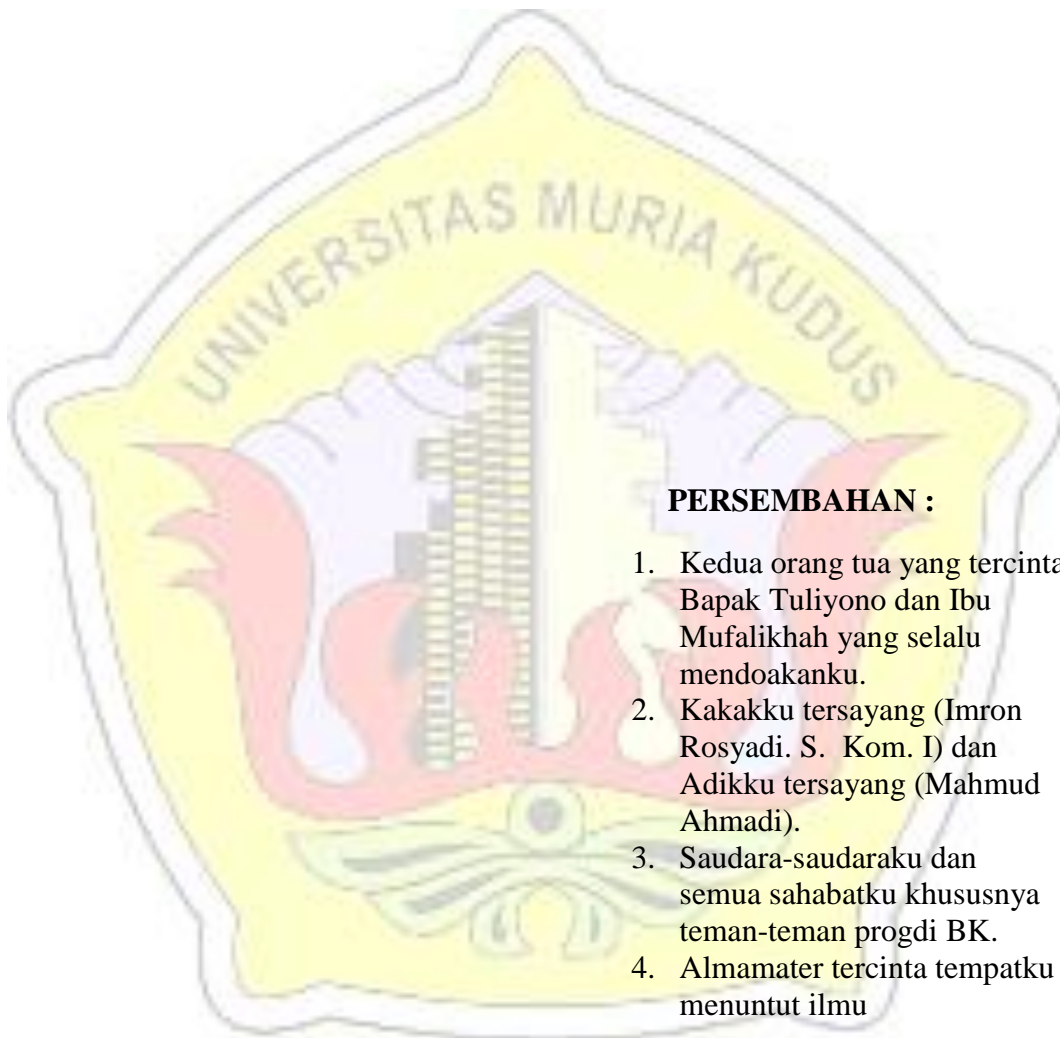 UNIVERSITAS MURIA KUDUS
PERSEMBAHAN :
1. Kedua orang tua yang tercinta
Bapak Tuliyono dan Ibu
Mufalikhah yang selalu
mendoakanku.
2. Kakakku tersayang (Imron
Rosyadi. S. Kom. I) dan
Adikku tersayang (Mahmud
Ahmadi).
3. Saudara-saudaraku dan
semua sahabatku khususnya
teman-teman progdi BK.
4. Almamater tercinta tempatku
menuntut ilmu